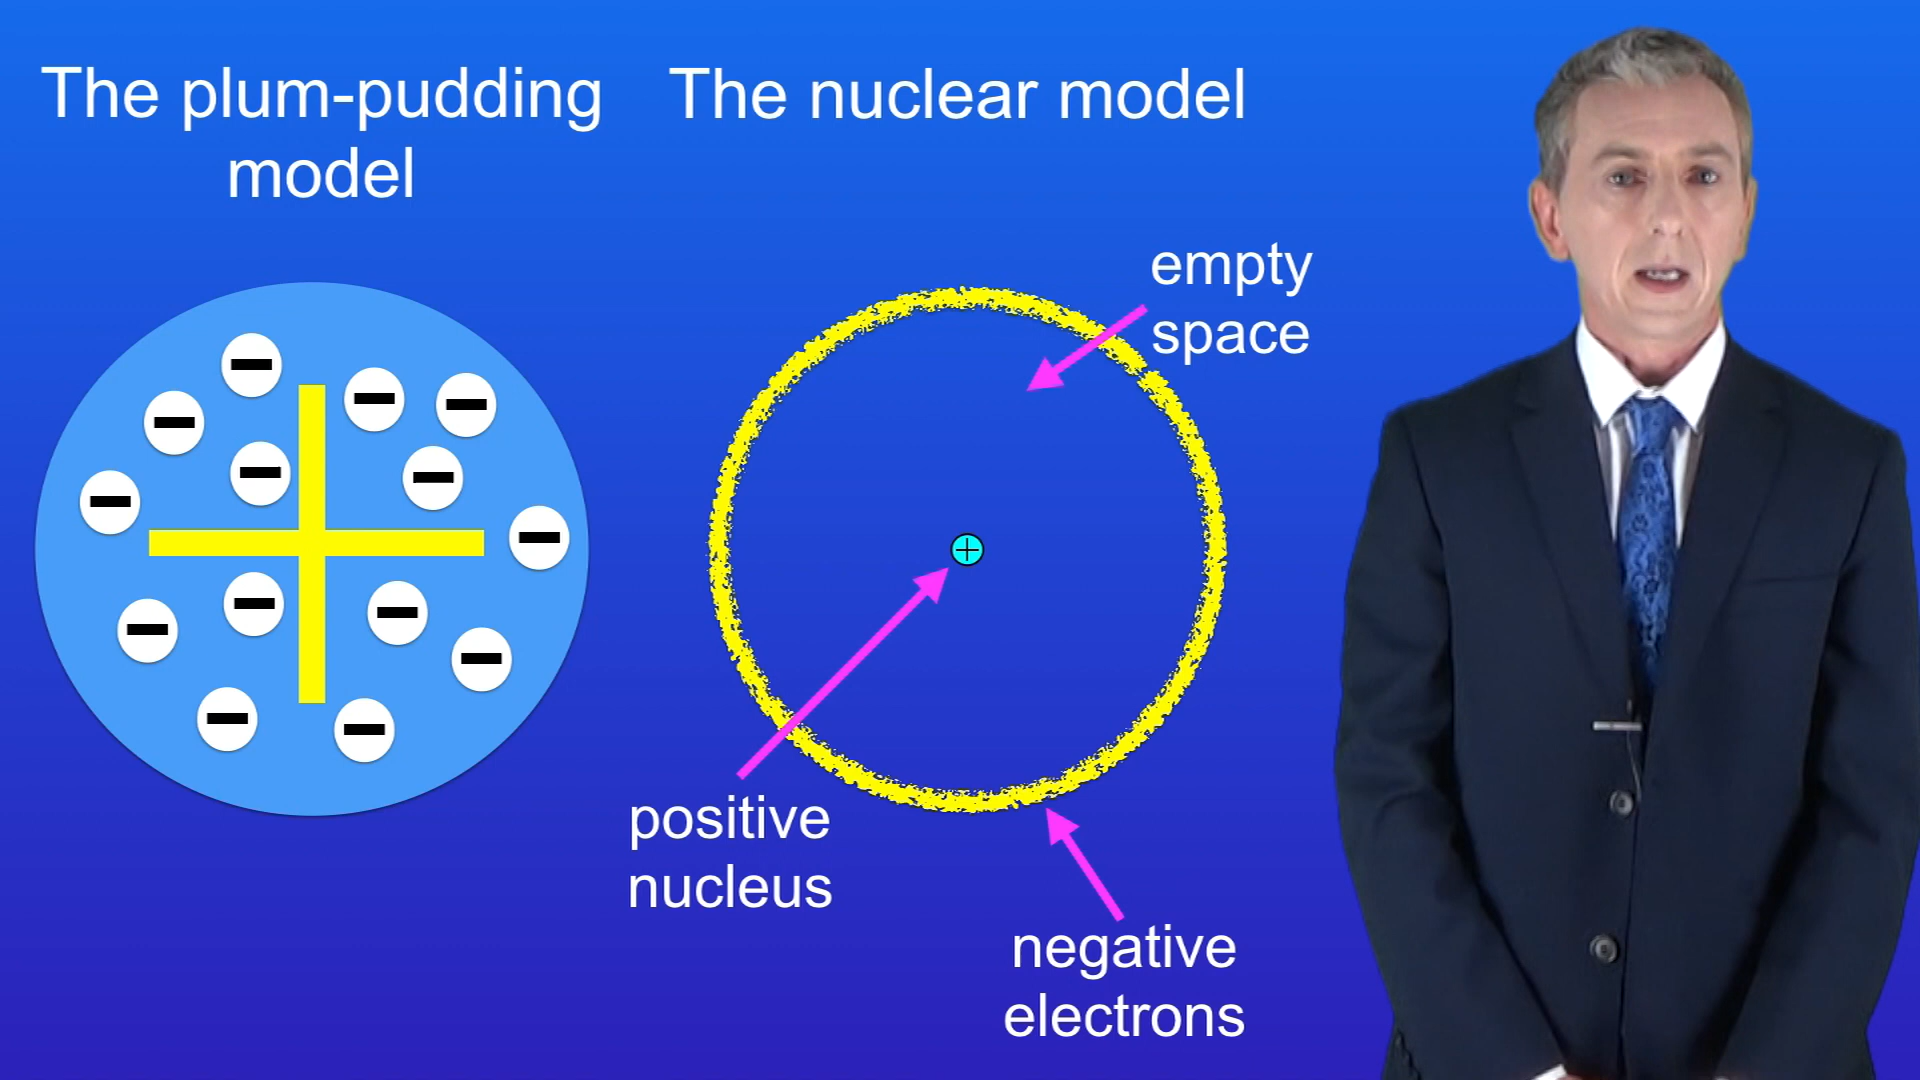 The plum-pudding
model
The nuclear model
empty
space
positive
nucleus
negative
electrons